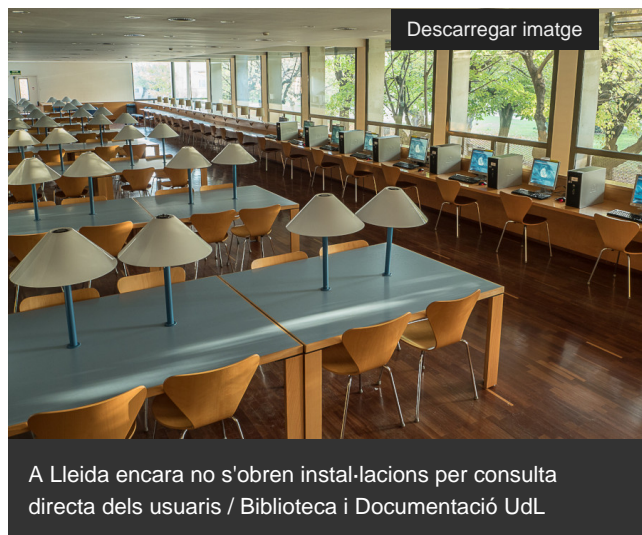 Descarregar imatge
A Lleida encara no s'obren instal·lacions per consulta
directa dels usuaris / Biblioteca i Documentació UdL